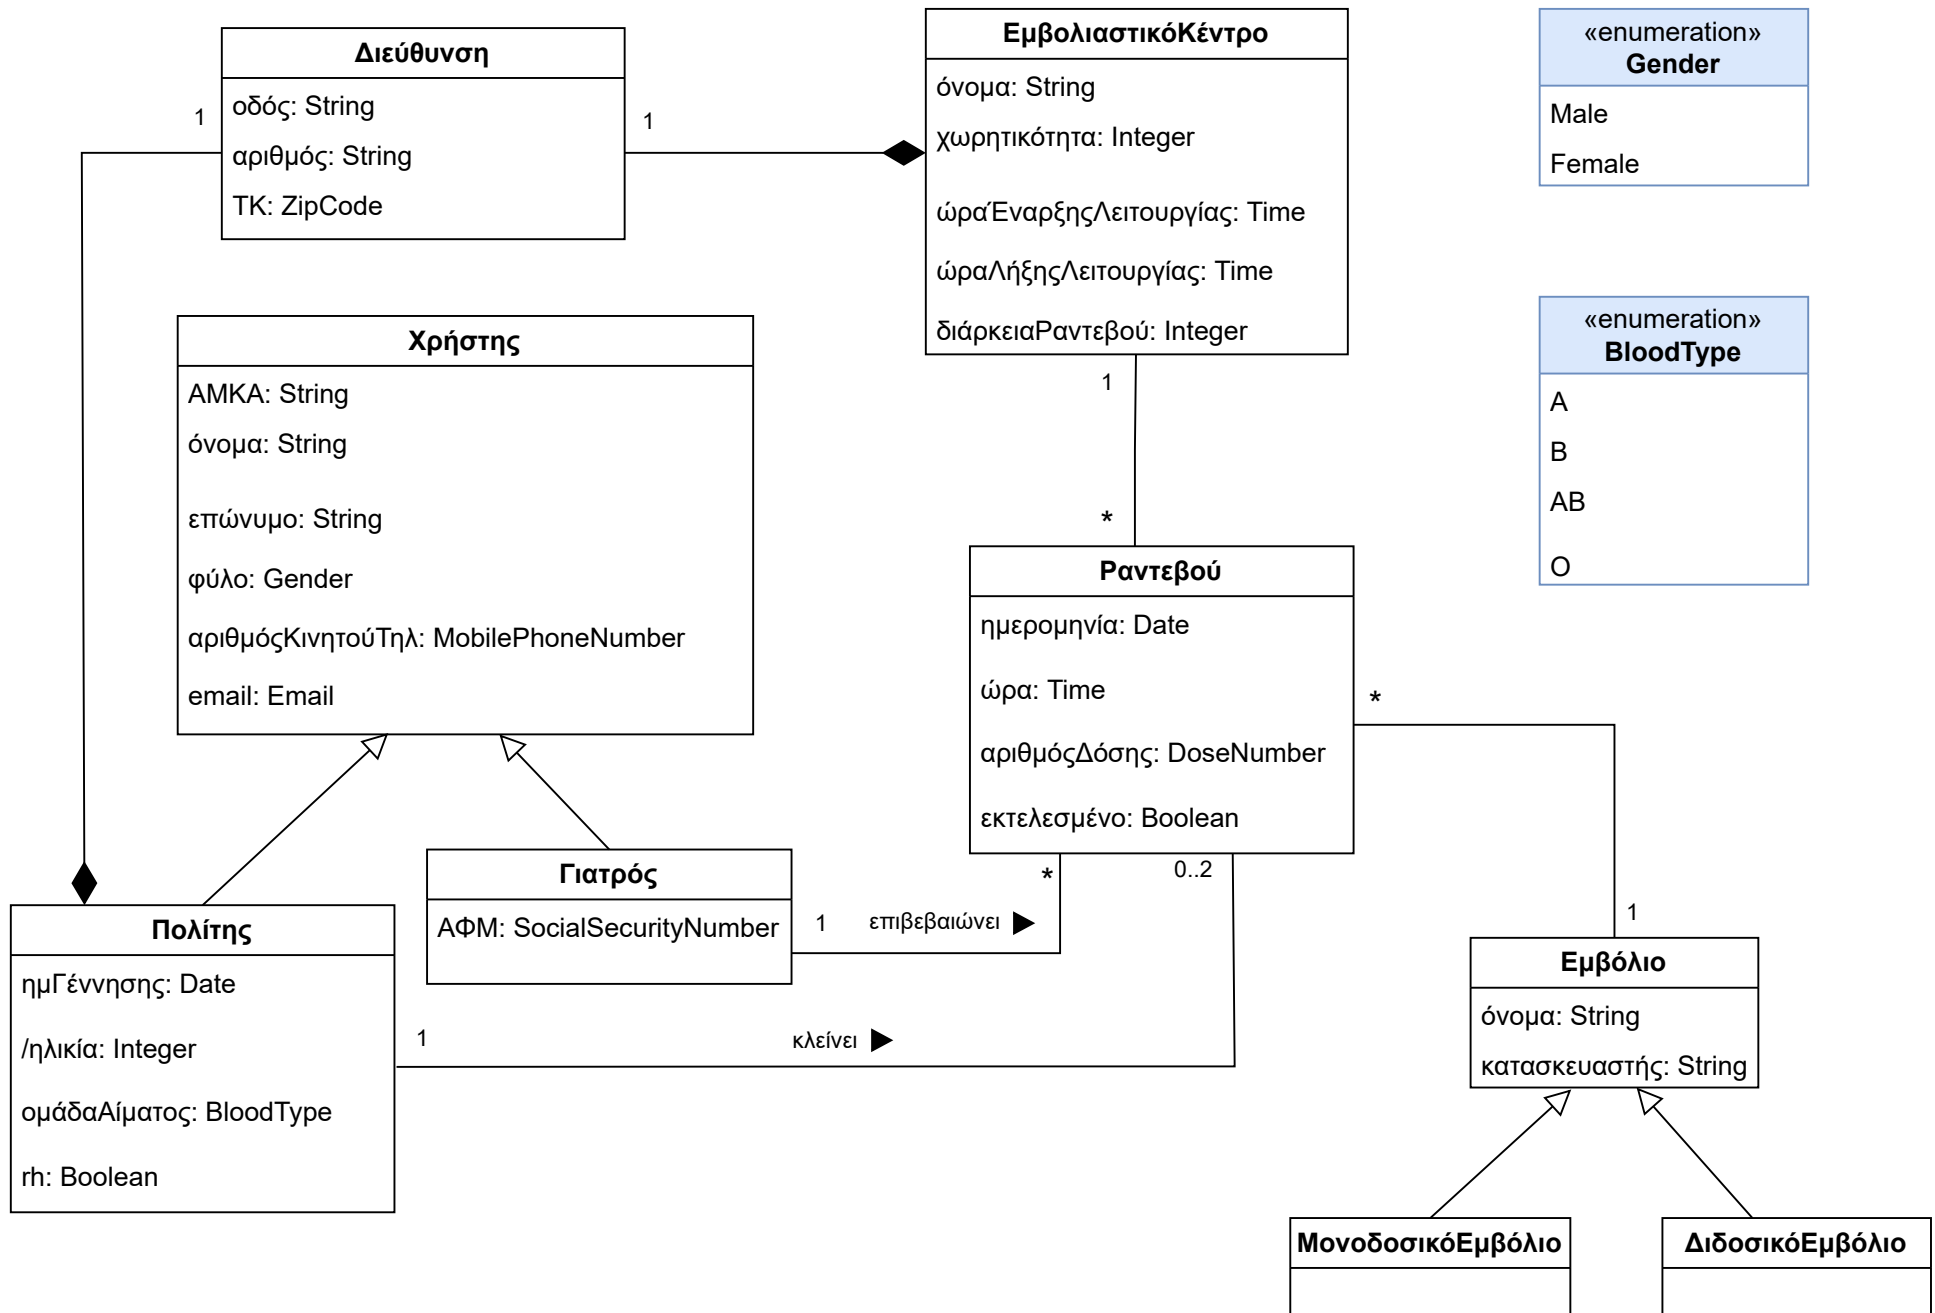 Διεύθυνση
οδός: String
αριθμός: String
ΤΚ: ZipCode
1
1
ΕμβολιαστικόΚέντρο
όνομα: String
χωρητικότητα: Integer
ώραΈναρξηςΛειτουργίας: Time
ώραΛήξηςΛειτουργίας: Time
διάρκειαΡαντεβού: Integer
«enumeration»
Gender
Male
Female
«enumeration»
BloodType
A
B
AB
O
Χρήστης
ΑΜΚΑ: String
όνομα: String
επώνυμο: String
φύλο: Gender
αριθμόςΚινητούΤηλ: MobilePhoneNumber
email: Email
1
*
Ραντεβού
ημερομηνία: Date
ώρα: Time
αριθμόςΔόσης: DoseNumber
εκτελεσμένο: Boolean
*
1
Γιατρός
ΑΦΜ: SocialSecurityNumber
1 επιβεβαιώνει ▶
*
0..2
Πολίτης
ημΓέννησης: Date
/ηλικία: Integer
ομάδαΑίματος: BloodType
rh: Boolean
1 κλείνει ▶
Εμβόλιο
όνομα: String
κατασκευαστής: String
ΜονοδοσικόΕμβόλιο
ΔιδοσικόΕμβόλιο